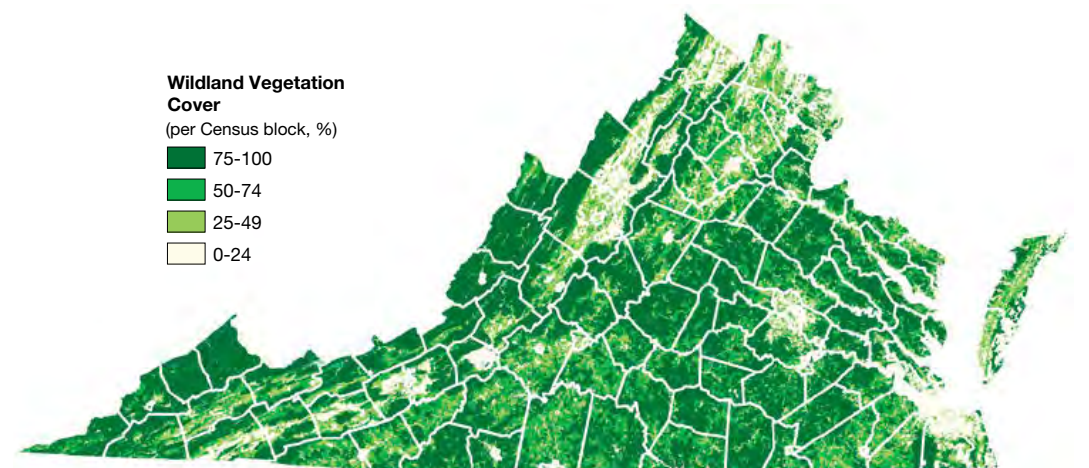 Wildland Vegetation
Cover
(per Census block, %)
75-100
50-74
25-49
0-24